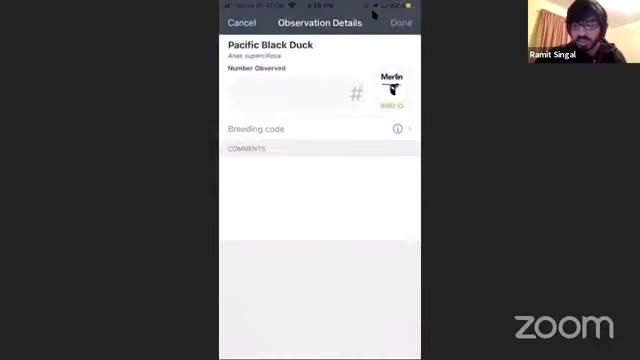 Cancel
Observation Details
Done
Pacific Black Duck
Anas superciliosa
Number Observed
#
Merlin
BIRD ID
Breeding code
COMMENTS
Ramit Singal
zoom